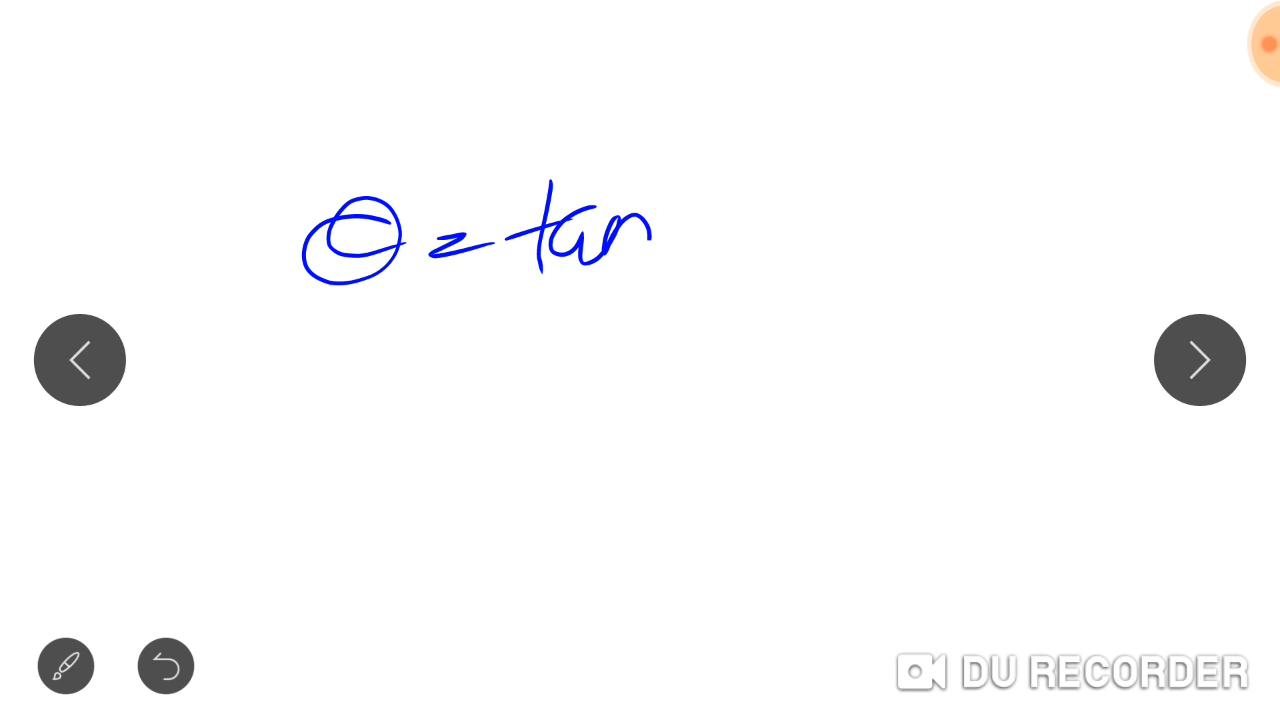 θ = tan
DU RECORDER